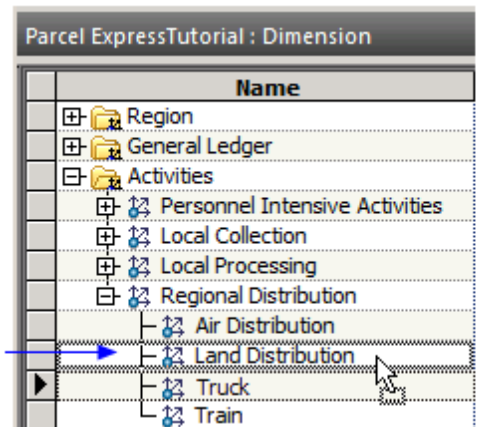 Parcel ExpressTutorial : Dimension
Name
Region
General Ledger
Activities
Personnel Intensive Activities
Local Collection
Local Processing
Regional Distribution
Air Distribution
Land Distribution
Truck
Train